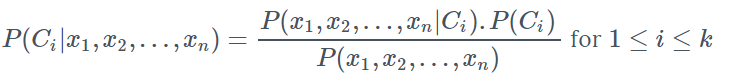 P(C_i|x_1, x_2, ..., x_n) = \frac{P(x_1, x_2, ..., x_n|C_i).P(C_i)}{P(x_1, x_2, ..., x_n)} for 1 ≤ i ≤ k